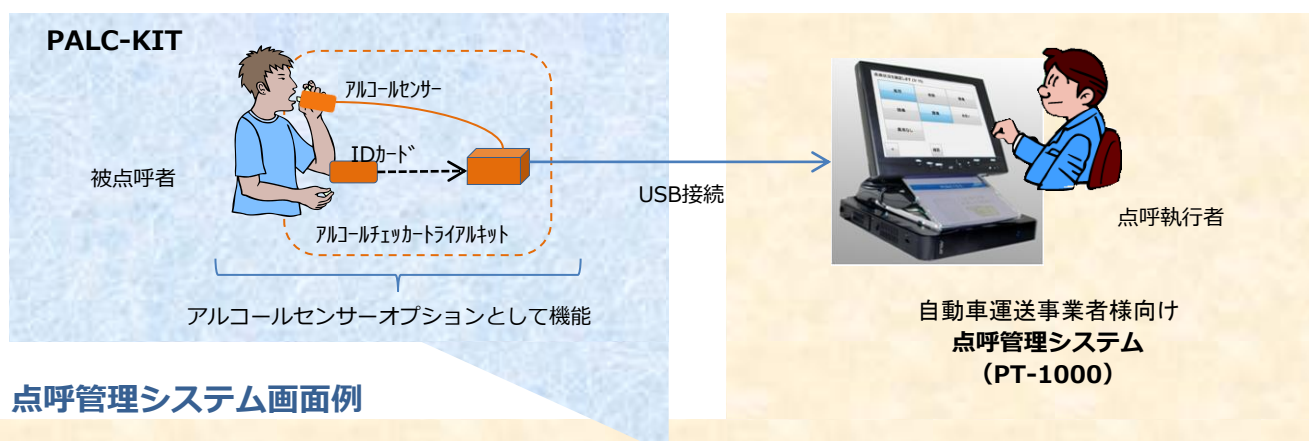 PALC-KIT
ｱﾙｺｰﾙｾﾝｻｰ
IDｶｰﾄﾞ
被点呼者
USB接続
点呼執行者
ｱﾙｺｰﾙﾁｪｯｶｰﾄﾗｲｱﾙｷｯﾄ
アルコールセンサーオプションとして機能
自動車運送事業者様向け
点呼管理システム
（PT-1000）
点呼管理システム画面例